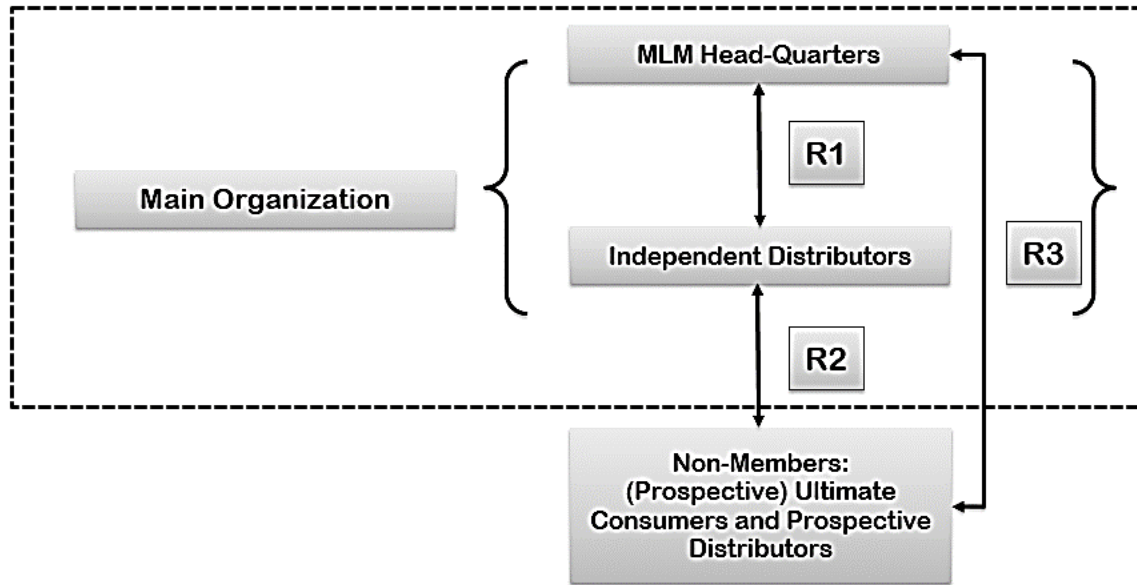 MLM Head-Quarters
R1
Main Organization
Independent Distributors
R3
R2
Non-Members:
(Prospective) Ultimate
Consumers and Prospective
Distributors